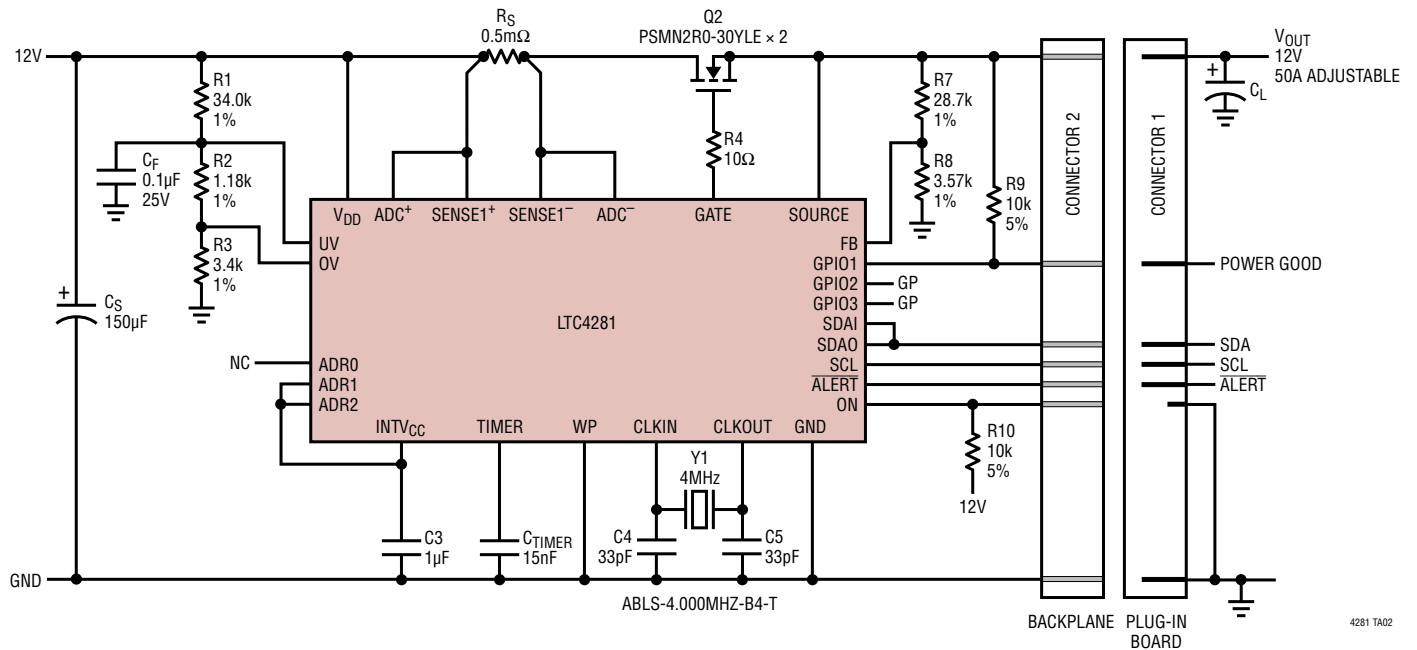 12V
R1
34.0k
1%
CF
0.1µF
25V
R2
1.18k
1%
R3
3.4k
1%
+
CS
150µF
GND
RS
0.5mΩ
Q2
PSMN2R0-30YLE × 2
R4
10Ω
R7
28.7k
1%
R8
3.57k
1%
R9
10k
5%
VDD
ADC+
SENSE1+
SENSE1–
ADC–
GATE
SOURCE
UV
OV
FB
GPIO1
GPIO2
GP
GPIO3
GP
SDAI
SDAO
SCL
ALERT
ON
LTC4281
NC
ADR0
ADR1
ADR2
INTVCC
TIMER
WP
CLKIN
CLKOUT
GND
Y1
4MHz
C3
1µF
CTIMER
15nF
C4
33pF
C5
33pF
ABLS-4.000MHZ-B4-T
R10
10k
5%
12V
CONNECTOR 2
CONNECTOR 1
VOUT
12V
50A ADJUSTABLE
+
CL
POWER GOOD
SDA
SCL
ALERT
BACKPLANE
PLUG-IN
BOARD
4281 TA02